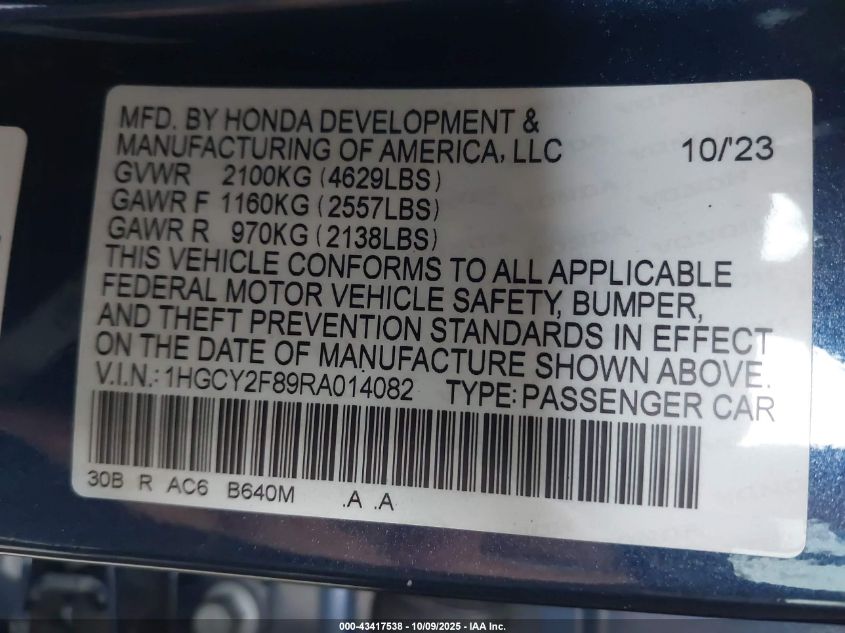 MFD. BY HONDA DEVELOPMENT &
MANUFACTURING OF AMERICA, LLC 10/'23
GVWR 2100KG (4629LBS)
GAWR F 1160KG (2557LBS)
GAWR R 970KG (2138LBS)
THIS VEHICLE CONFORMS TO ALL APPLICABLE
FEDERAL MOTOR VEHICLE SAFETY, BUMPER,
AND THEFT PREVENTION STANDARDS IN EFFECT
ON THE DATE OF MANUFACTURE SHOWN ABOVE.
V.I.N.: 1HGCY2F89RA014082 TYPE: PASSENGER CAR
30B R AC6 B640M .A .A
000-43417538 - 10/09/2025 - IAA Inc.